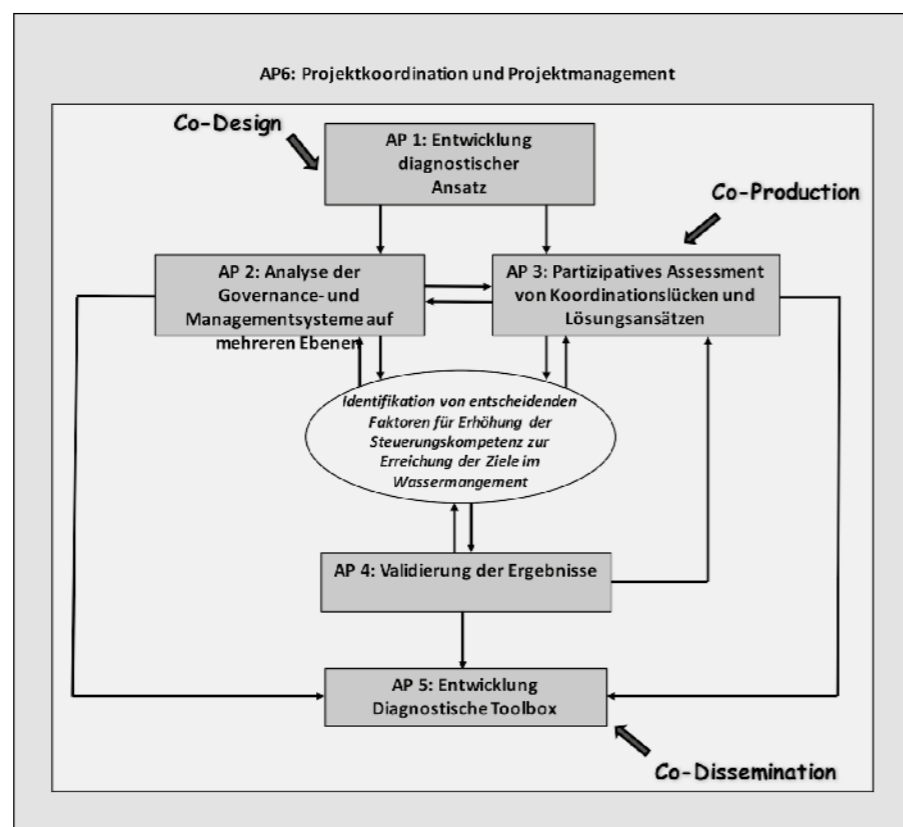 AP6: Projektkoordination und Projektmanagement
Co-Design
AP 1: Entwicklung
diagnostischer
Ansatz
Co-Production
AP 2: Analyse der
Governance- und
Managementsysteme auf
mehreren Ebenen
AP 3: Partizipatives Assessment
von Koordinationslücken und
Lösungsansätzen
Identifikation von entscheidenden
Faktoren für Erhöhung der
Steuerungskompetenz zur
Erreichung der Ziele im
Wassermangement
AP 4: Validierung der Ergebnisse
AP 5: Entwicklung
Diagnostische Toolbox
Co-Dissemination